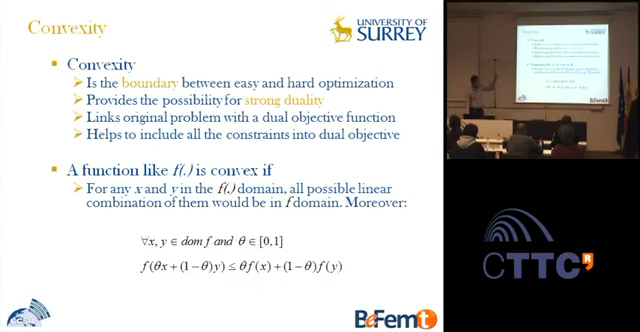 Convexity
UNIVERSITY OF
SURREY
Convexity
Is the boundary between easy and hard optimization
Provides the possibility for strong duality
Links original problem with a dual objective function
Helps to include all the constraints into dual objective
A function like f(.) is convex if
For any x and y in the f(.) domain, all possible linear
combination of them would be in f domain. Moreover:
∀x, y ∈ dom f and θ ∈ [0,1]
f(θx + (1−θ)y) ≤ θf(x) + (1−θ)f(y)
BeFemt
CTTC